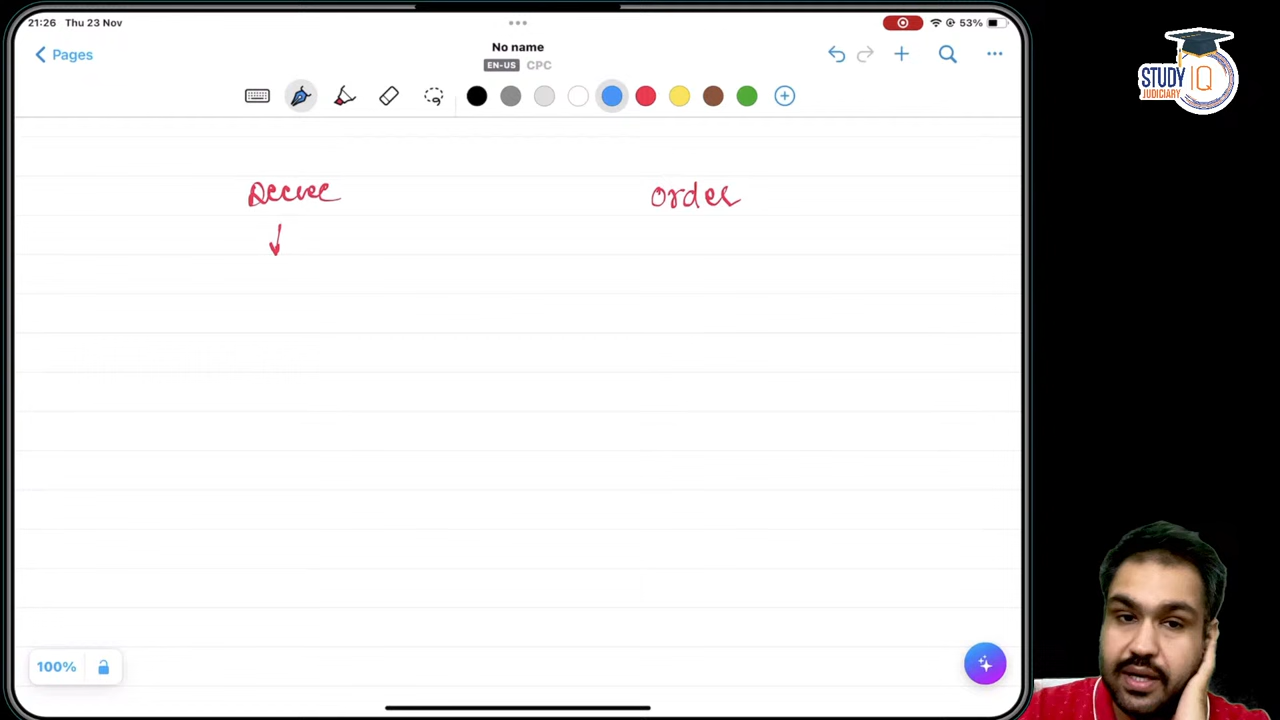 21:26 Thu 23 Nov
53%
Pages
No name
EN-US CPC
STUDY IQ
JUDICIARY
Decree
Order
100%